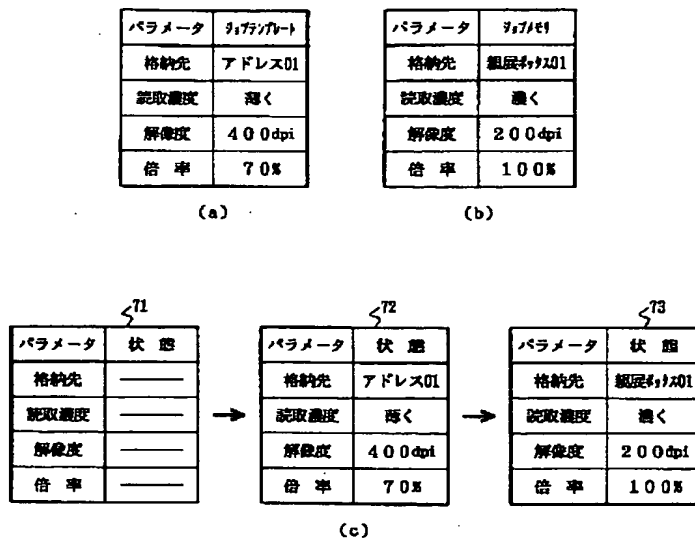 パラメータ ジョブテンプレート
格納先 アドレス01
読取濃度 薄く
解像度 400dpi
倍 率 70%
(a)
パラメータ ジョブメモリ
格納先 親展ボックス01
読取濃度 濃く
解像度 200dpi
倍 率 100%
(b)
71
パラメータ 状 態
格納先 ―――
読取濃度 ―――
解像度 ―――
倍 率 ―――
→
72
パラメータ 状 態
格納先 アドレス01
読取濃度 薄く
解像度 400dpi
倍 率 70%
→
73
パラメータ 状 態
格納先 親展ボックス01
読取濃度 濃く
解像度 200dpi
倍 率 100%
(c)